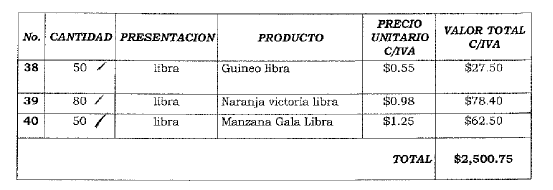 No. CANTIDAD PRESENTACION PRODUCTO PRECIO UNITARIO C/IVA VALOR TOTAL C/IVA
38 50 libra Guineo libra $0.55 $27.50
39 80 libra Naranja victoria libra $0.98 $78.40
40 50 libra Manzana Gala Libra $1.25 $62.50
TOTAL $2,500.75